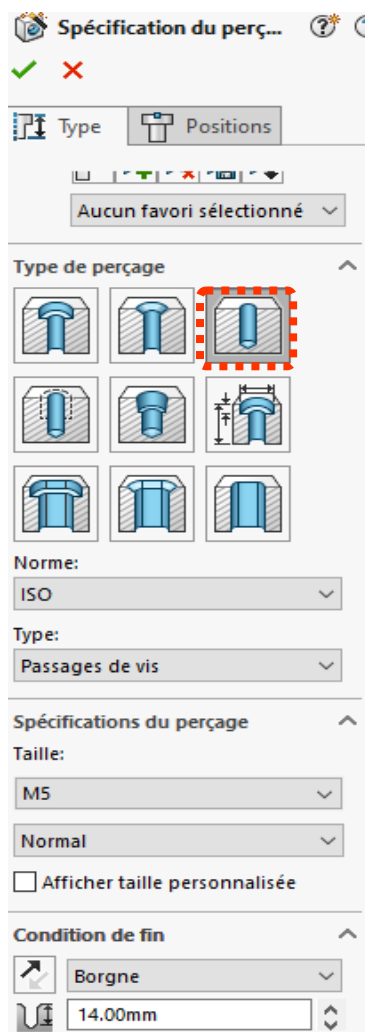 Spécification du perç...
Type
Positions
Aucun favori sélectionné
Type de perçage
Norme:
ISO
Type:
Passages de vis
Spécifications du perçage
Taille:
M5
Normal
Afficher taille personnalisée
Condition de fin
Borgne
14.00mm